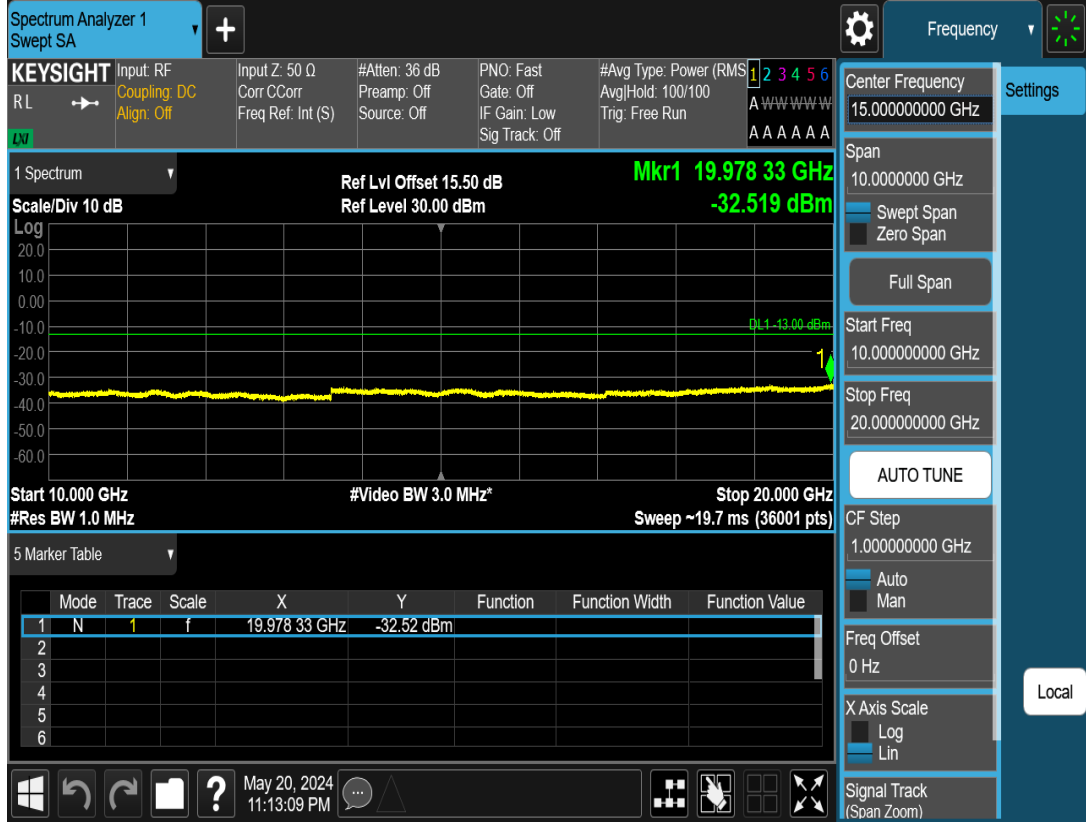 Spectrum Analyzer 1
Swept SA
+
Frequency
KEYSIGHT
R L
LXI
Input: RF
Coupling: DC
Align: Off
Input Z: 50 Ω
Corr CCorr
Freq Ref: Int (S)
#Atten: 36 dB
Preamp: Off
Source: Off
PNO: Fast
Gate: Off
IF Gain: Low
Sig Track: Off
#Avg Type: Power (RMS
Avg|Hold: 100/100
Trig: Free Run
1 2 3 4 5 6
A W W W W W
A A A A A A
1 Spectrum
Scale/Div 10 dB
Ref Lvl Offset 15.50 dB
Ref Level 30.00 dBm
Mkr1 19.978 33 GHz
-32.519 dBm
Log
20.0
10.0
0.00
-10.0
-20.0
-30.0
-40.0
-50.0
-60.0
DL1 -13.00 dBm
1
Start 10.000 GHz
#Res BW 1.0 MHz
#Video BW 3.0 MHz*
Stop 20.000 GHz
Sweep ~19.7 ms (36001 pts)
5 Marker Table
Mode Trace Scale X Y Function Function Width Function Value
1 N 1 f 19.978 33 GHz -32.52 dBm
2
3
4
5
6
?
May 20, 2024
11:13:09 PM
Center Frequency
15.000000000 GHz
Settings
Span
10.0000000 GHz
Swept Span
Zero Span
Full Span
Start Freq
10.000000000 GHz
Stop Freq
20.000000000 GHz
AUTO TUNE
CF Step
1.000000000 GHz
Auto
Man
Freq Offset
0 Hz
Local
X Axis Scale
Log
Lin
Signal Track
(Span Zoom)